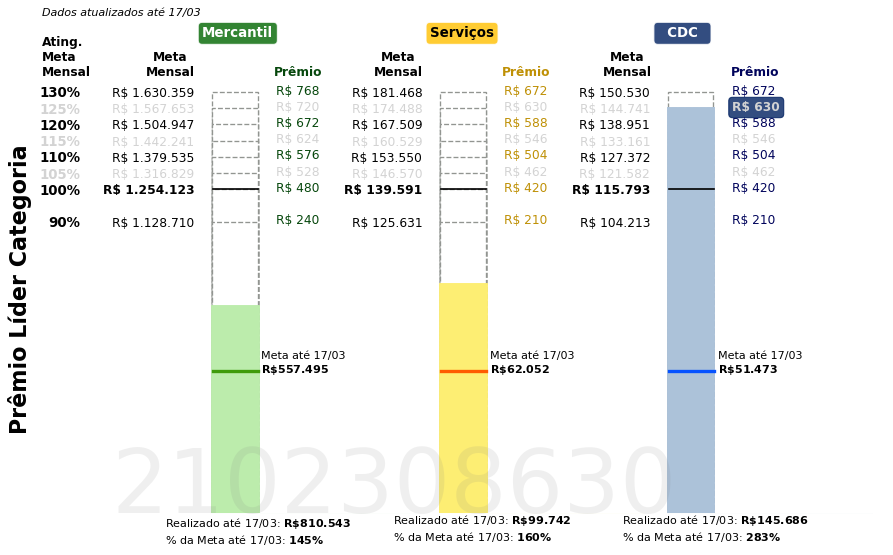 Dados atualizados até 17/03
Mercantil Serviços CDC
Ating. Meta Mensal Meta Mensal Prêmio Meta Mensal Prêmio Meta Mensal Prêmio
130% R$ 1.630.359 R$ 768 R$ 181.468 R$ 672 R$ 150.530 R$ 672
125% R$ 1.567.653 R$ 720 R$ 174.488 R$ 630 R$ 144.741 R$ 630
120% R$ 1.504.947 R$ 672 R$ 167.509 R$ 588 R$ 138.951 R$ 588
115% R$ 1.442.241 R$ 624 R$ 160.529 R$ 546 R$ 133.161 R$ 546
110% R$ 1.379.535 R$ 576 R$ 153.550 R$ 504 R$ 127.372 R$ 504
105% R$ 1.316.829 R$ 528 R$ 146.570 R$ 462 R$ 121.582 R$ 462
100% R$ 1.254.123 R$ 480 R$ 139.591 R$ 420 R$ 115.793 R$ 420
90% R$ 1.128.710 R$ 240 R$ 125.631 R$ 210 R$ 104.213 R$ 210
Prêmio Líder Categoria
Meta até 17/03 Meta até 17/03 Meta até 17/03
R$557.495 R$62.052 R$51.473
2102308630
Realizado até 17/03: R$810.543 Realizado até 17/03: R$99.742 Realizado até 17/03: R$145.686
% da Meta até 17/03: 145% % da Meta até 17/03: 160% % da Meta até 17/03: 283%